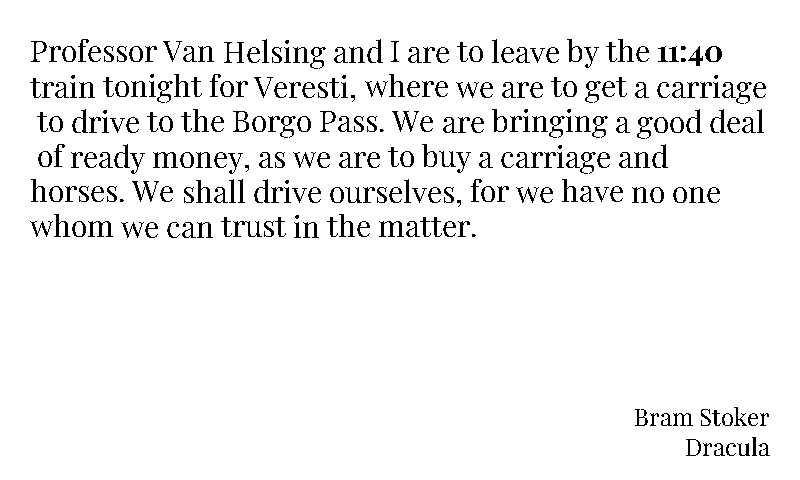 Professor Van Helsing and I are to leave by the 11:40
train tonight for Veresti, where we are to get a carriage
to drive to the Borgo Pass. We are bringing a good deal
of ready money, as we are to buy a carriage and
horses. We shall drive ourselves, for we have no one
whom we can trust in the matter.
Bram Stoker
Dracula